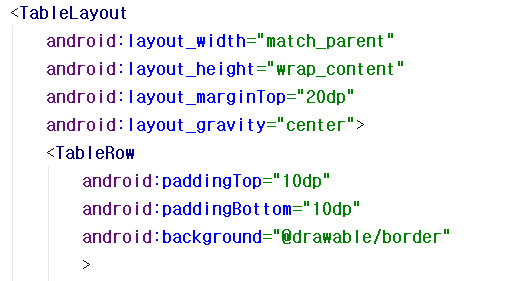 <TableLayout
android:layout_width="match_parent"
android:layout_height="wrap_content"
android:layout_marginTop="20dp"
android:layout_gravity="center">
<TableRow
android:paddingTop="10dp"
android:paddingBottom="10dp"
android:background="@drawable/border"
>